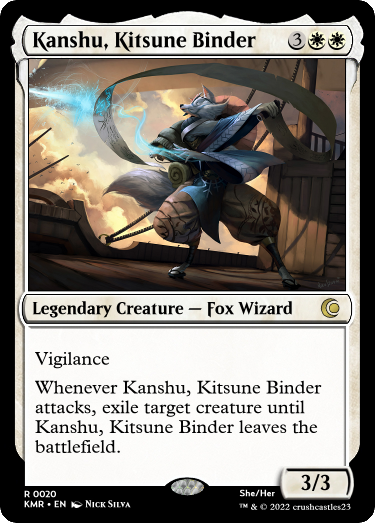 Kanshu, Kitsune Binder 3
Legendary Creature — Fox Wizard
Vigilance
Whenever Kanshu, Kitsune Binder
attacks, exile target creature until
Kanshu, Kitsune Binder leaves the
battlefield.
3/3
R 0020
KMR • EN Nick Silva
She/Her
™ & © 2022 crushcastles23